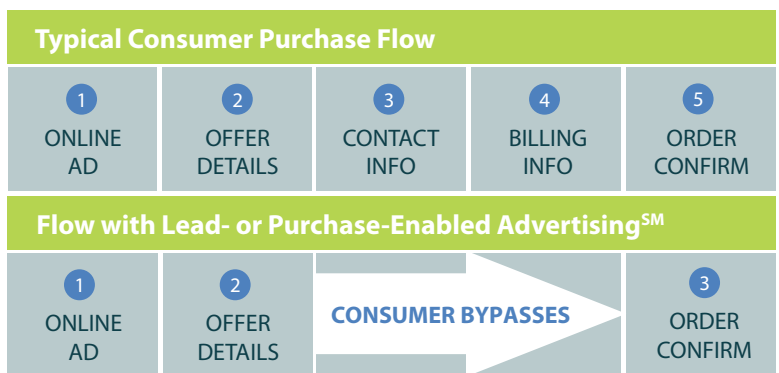 Typical Consumer Purchase Flow
1 2 3 4 5
ONLINE OFFER CONTACT BILLING ORDER
AD DETAILS INFO INFO CONFIRM
Flow with Lead- or Purchase-Enabled Advertising℠
1 2 3
ONLINE OFFER CONSUMER BYPASSES ORDER
AD DETAILS CONFIRM